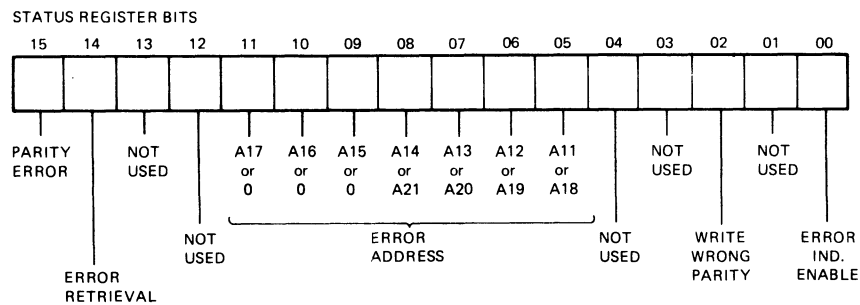 STATUS REGISTER BITS
15 14 13 12 11 10 09 08 07 06 05 04 03 02 01 00
PARITY ERROR
NOT USED
A17 or 0
A16 or 0
A15 or 0
A14 or A21
A13 or A20
A12 or A19
A11 or A18
NOT USED
NOT USED
NOT USED
ERROR ADDRESS
NOT USED
WRITE WRONG PARITY
ERROR IND. ENABLE
ERROR RETRIEVAL